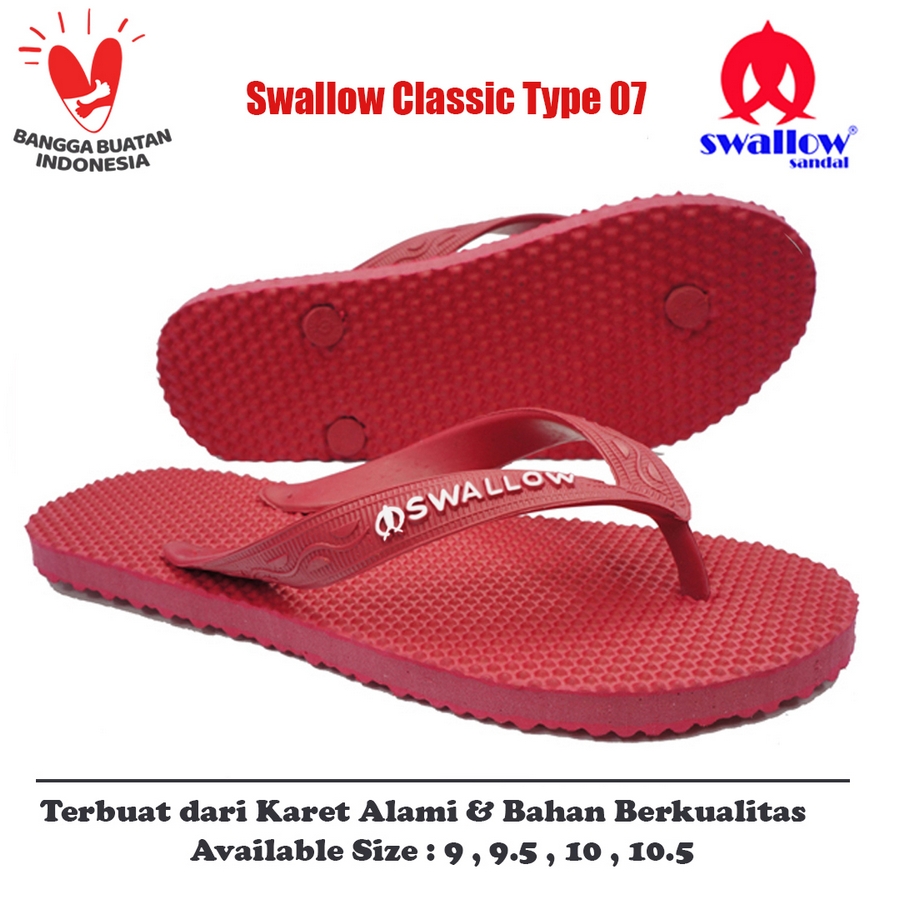 BANGGA BUATAN
INDONESIA
Swallow Classic Type 07
swallow®
sandal
SWALLOW
Terbuat dari Karet Alami & Bahan Berkualitas
Available Size : 9 , 9.5 , 10 , 10.5